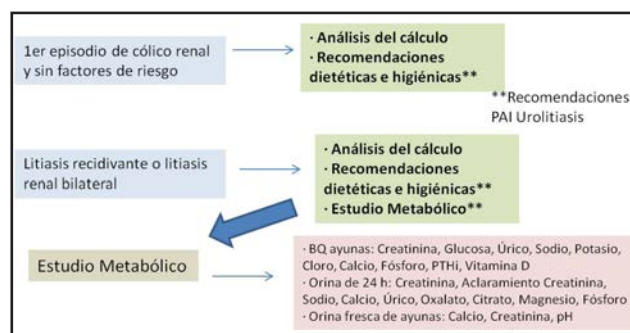 1er episodio de cólico renal
y sin factores de riesgo
· Análisis del cálculo
· Recomendaciones
dietéticas e higiénicas**
**Recomendaciones
PAI Urolitiasis
Litiasis recidivante o litiasis
renal bilateral
· Análisis del cálculo
· Recomendaciones
dietéticas e higiénicas**
· Estudio Metabólico**
Estudio Metabólico
· BQ ayunas: Creatinina, Glucosa, Úrico, Sodio, Potasio,
Cloro, Calcio, Fósforo, PTHi, Vitamina D
· Orina de 24 h: Creatinina, Aclaramiento Creatinina,
Sodio, Calcio, Úrico, Oxalato, Citrato, Magnesio, Fósforo
· Orina fresca de ayunas: Calcio, Creatinina, pH